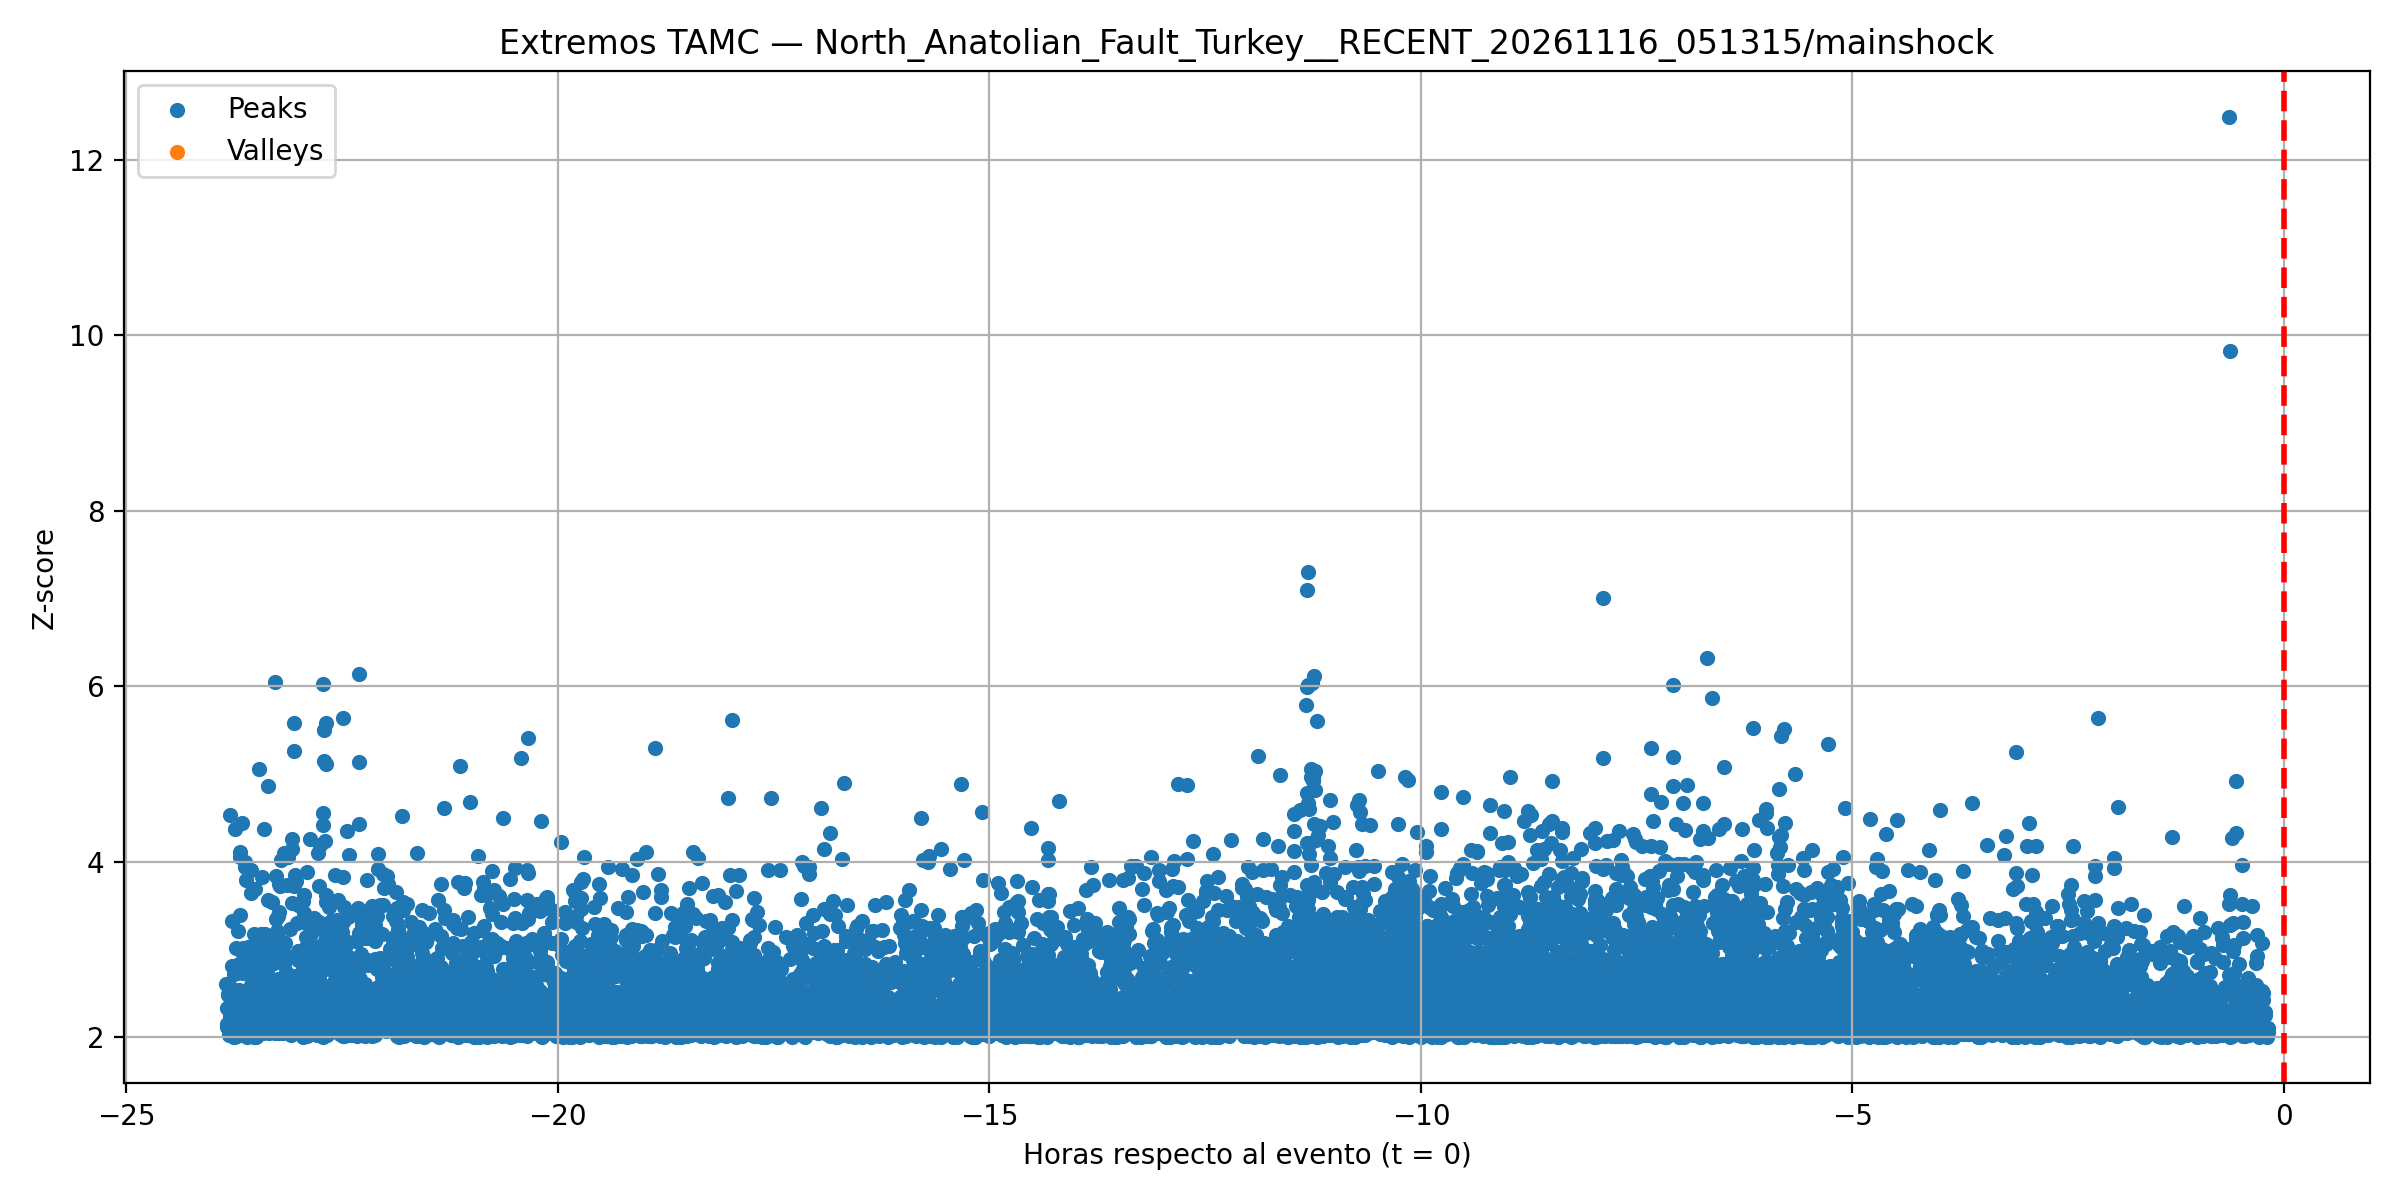 Extremos TAMC — North_Anatolian_Fault_Turkey__RECENT_20261116_051315/mainshock
Peaks
Valleys
12
10
8
6
4
2
Z-score
−25
−20
−15
−10
−5
0
Horas respecto al evento (t = 0)